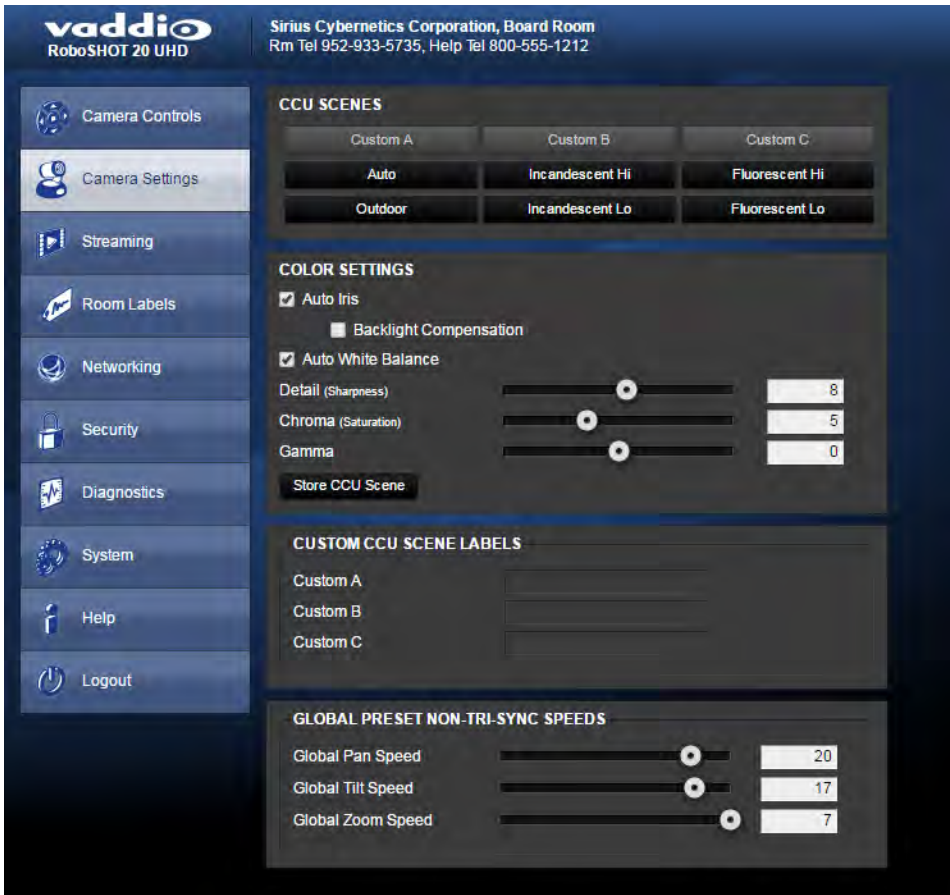 vaddio
RoboSHOT 20 UHD
Sirius Cybernetics Corporation, Board Room
Rm Tel 952-933-5735, Help Tel 800-555-1212
Camera Controls
Camera Settings
Streaming
Room Labels
Networking
Security
Diagnostics
System
Help
Logout
CCU SCENES
Custom A Custom B Custom C
Auto Incandescent Hi Fluorescent Hi
Outdoor Incandescent Lo Fluorescent Lo
COLOR SETTINGS
Auto Iris
Backlight Compensation
Auto White Balance
Detail (Sharpness) 8
Chroma (Saturation) 5
Gamma 0
Store CCU Scene
CUSTOM CCU SCENE LABELS
Custom A
Custom B
Custom C
GLOBAL PRESET NON-TRI-SYNC SPEEDS
Global Pan Speed 20
Global Tilt Speed 17
Global Zoom Speed 7